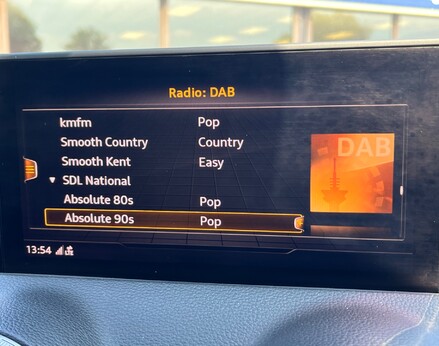 Radio: DAB
kmfm Pop
Smooth Country Country
Smooth Kent Easy
SDL National
Absolute 80s Pop
Absolute 90s Pop
DAB
13:54 LTE